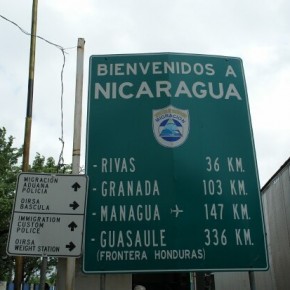 BIENVENIDOS A
NICARAGUA
- RIVAS 36 KM.
- GRANADA 103 KM.
- MANAGUA 147 KM.
- GUASAULE 336 KM.
(FRONTERA HONDURAS)
MIGRACIÓN
ADUANA
POLICIA
DIRSA
BASCULA
IMMIGRATION
CUSTOM
POLICE
DIRSA
WEIGHT STATION